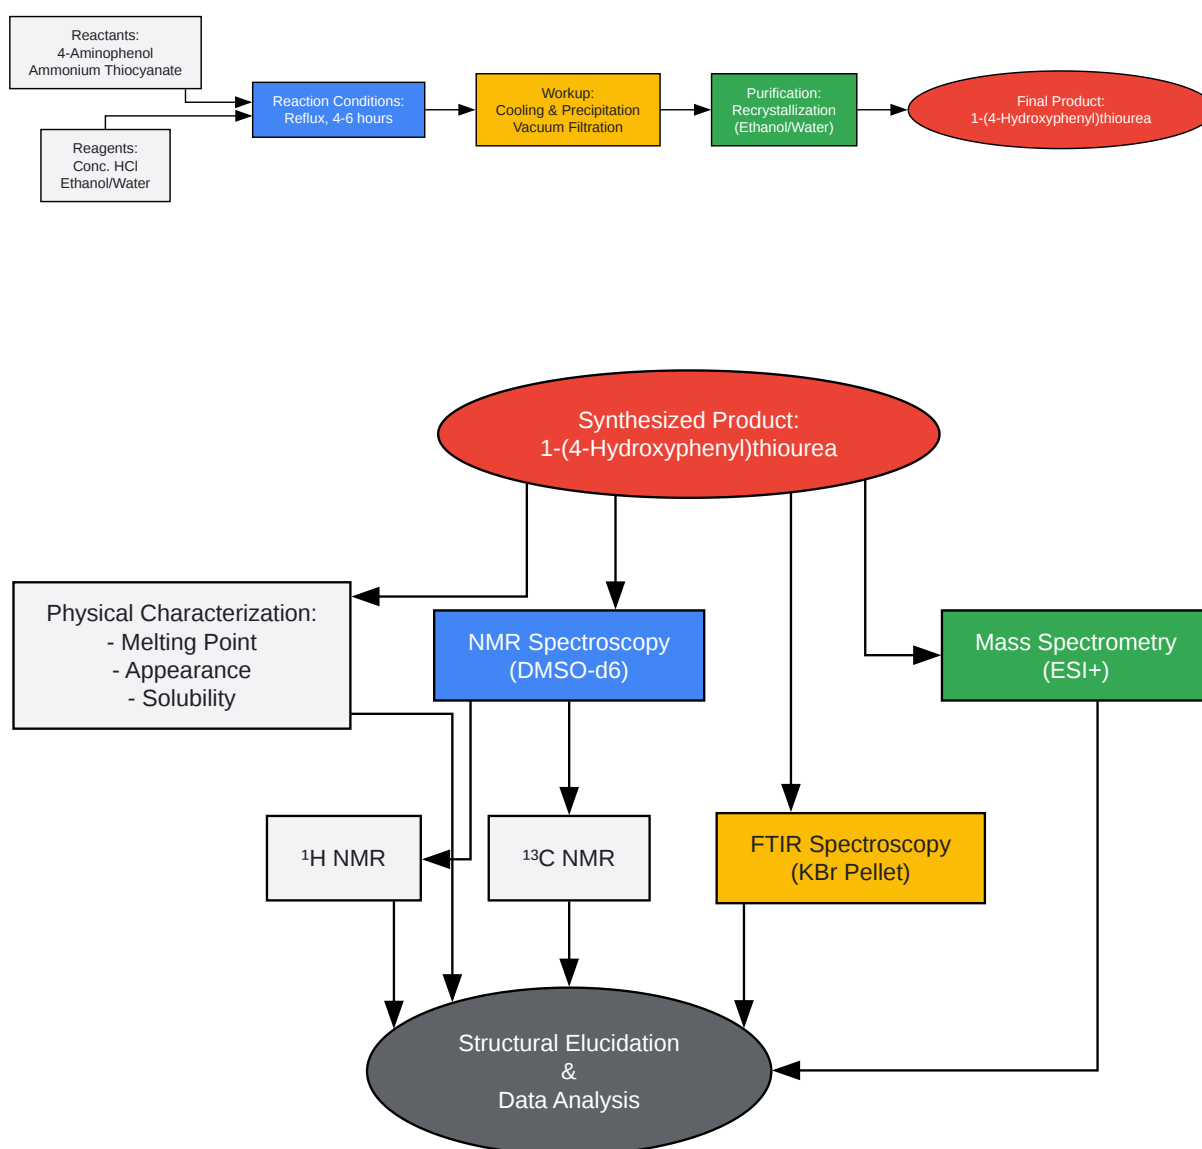 Reactants:
4-Aminophenol
Ammonium Thiocyanate
Reagents:
Conc. HCl
Ethanol/Water
Reaction Conditions:
Reflux, 4-6 hours
Workup:
Cooling & Precipitation
Vacuum Filtration
Purification:
Recrystallization
(Ethanol/Water)
Final Product:
1-(4-Hydroxyphenyl)thiourea
Synthesized Product:
1-(4-Hydroxyphenyl)thiourea
Physical Characterization:
- Melting Point
- Appearance
- Solubility
NMR Spectroscopy
(DMSO-d6)
Mass Spectrometry
(ESI+)
¹H NMR
¹³C NMR
FTIR Spectroscopy
(KBr Pellet)
Structural Elucidation
&
Data Analysis